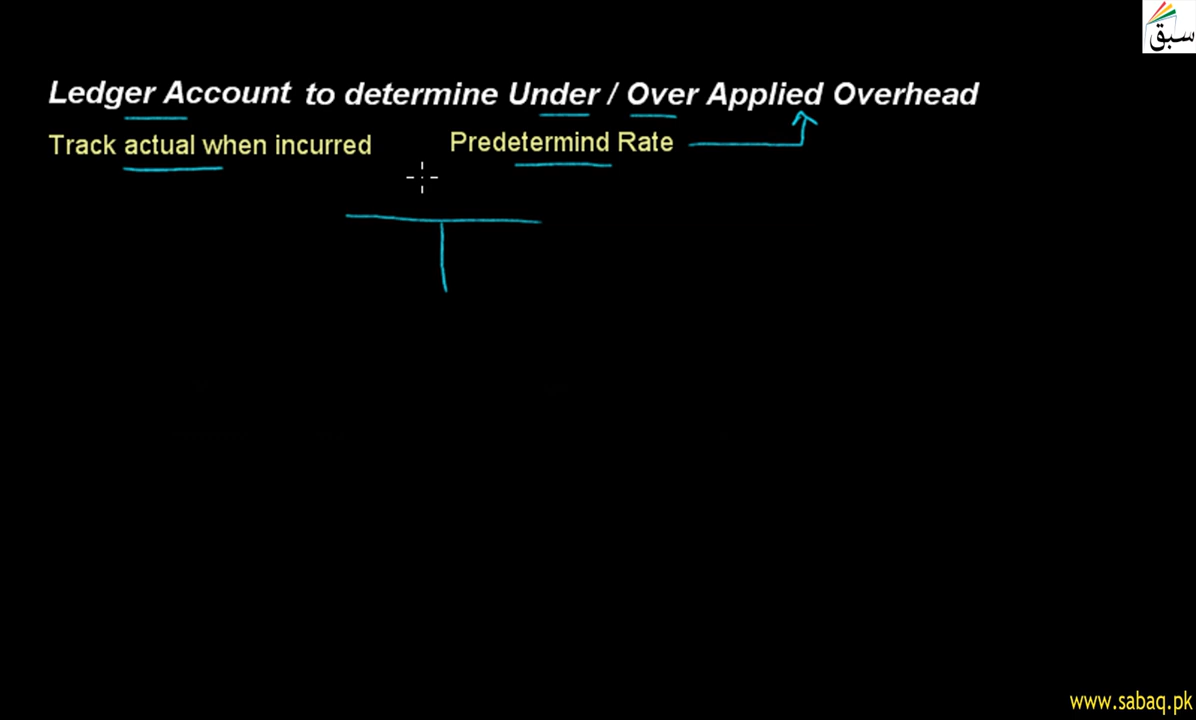 سبق
Ledger Account to determine Under / Over Applied Overhead
Track actual when incurred
Predetermind Rate
www.sabaq.pk